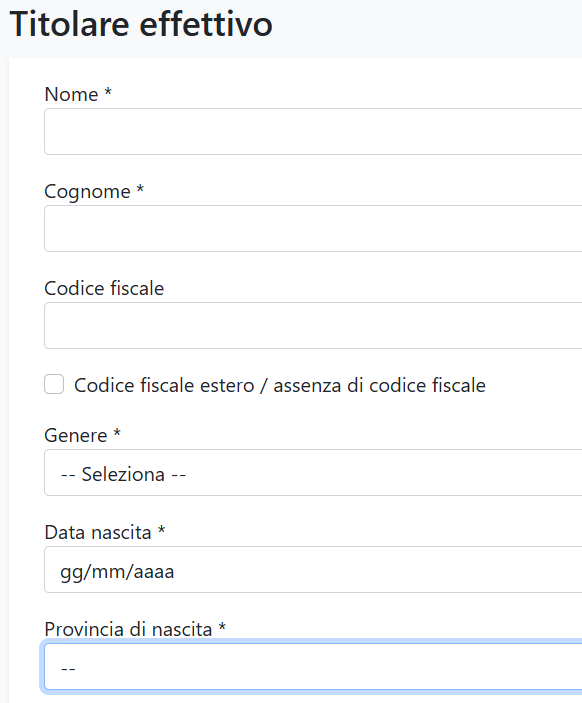 Titolare effettivo
Nome *
Cognome *
Codice fiscale
Codice fiscale estero / assenza di codice fiscale
Genere *
-- Seleziona --
Data nascita *
gg/mm/aaaa
Provincia di nascita *
--